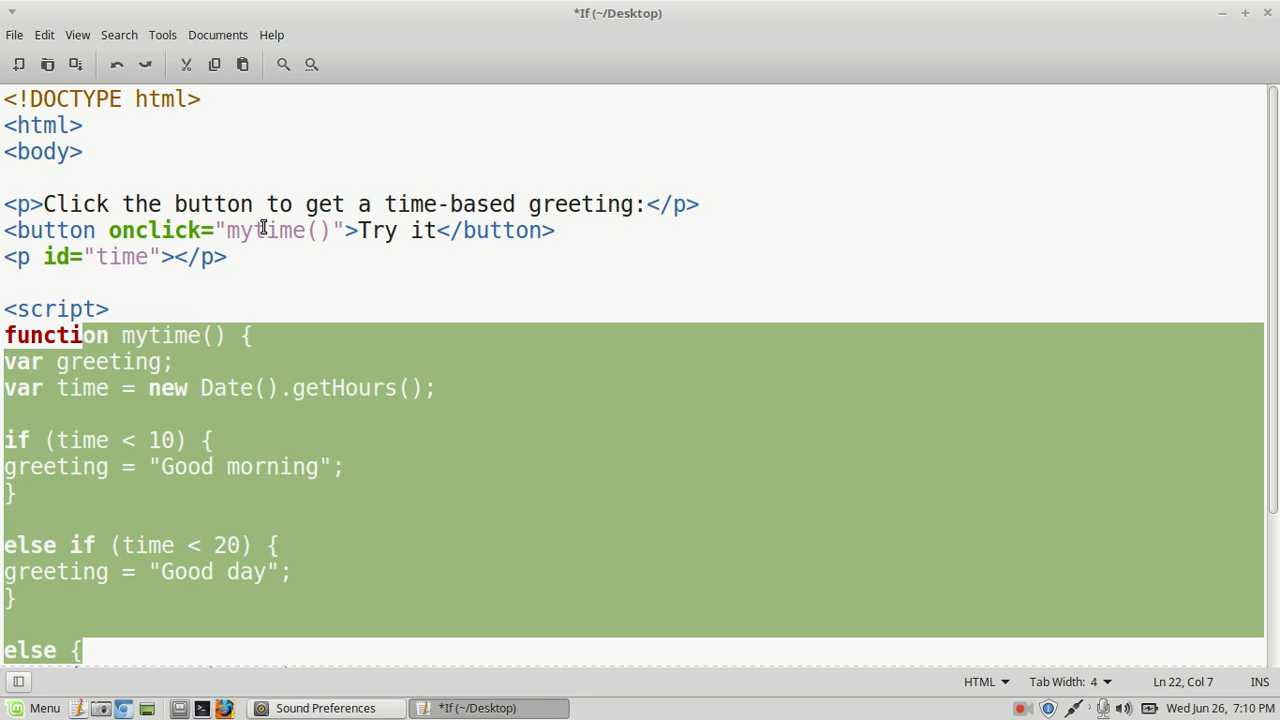 *If (~/Desktop)
File Edit View Search Tools Documents Help
<!DOCTYPE html>
<html>
<body>
<p>Click the button to get a time-based greeting:</p>
<button onclick="mytime()">Try it</button>
<p id="time"></p>
<script>
function mytime() {
var greeting;
var time = new Date().getHours();
if (time < 10) {
greeting = "Good morning";
}
else if (time < 20) {
greeting = "Good day";
}
else {
HTML Tab Width: 4 Ln 22, Col 7 INS
Menu Sound Preferences *If (~/Desktop) Wed Jun 26, 7:10 PM